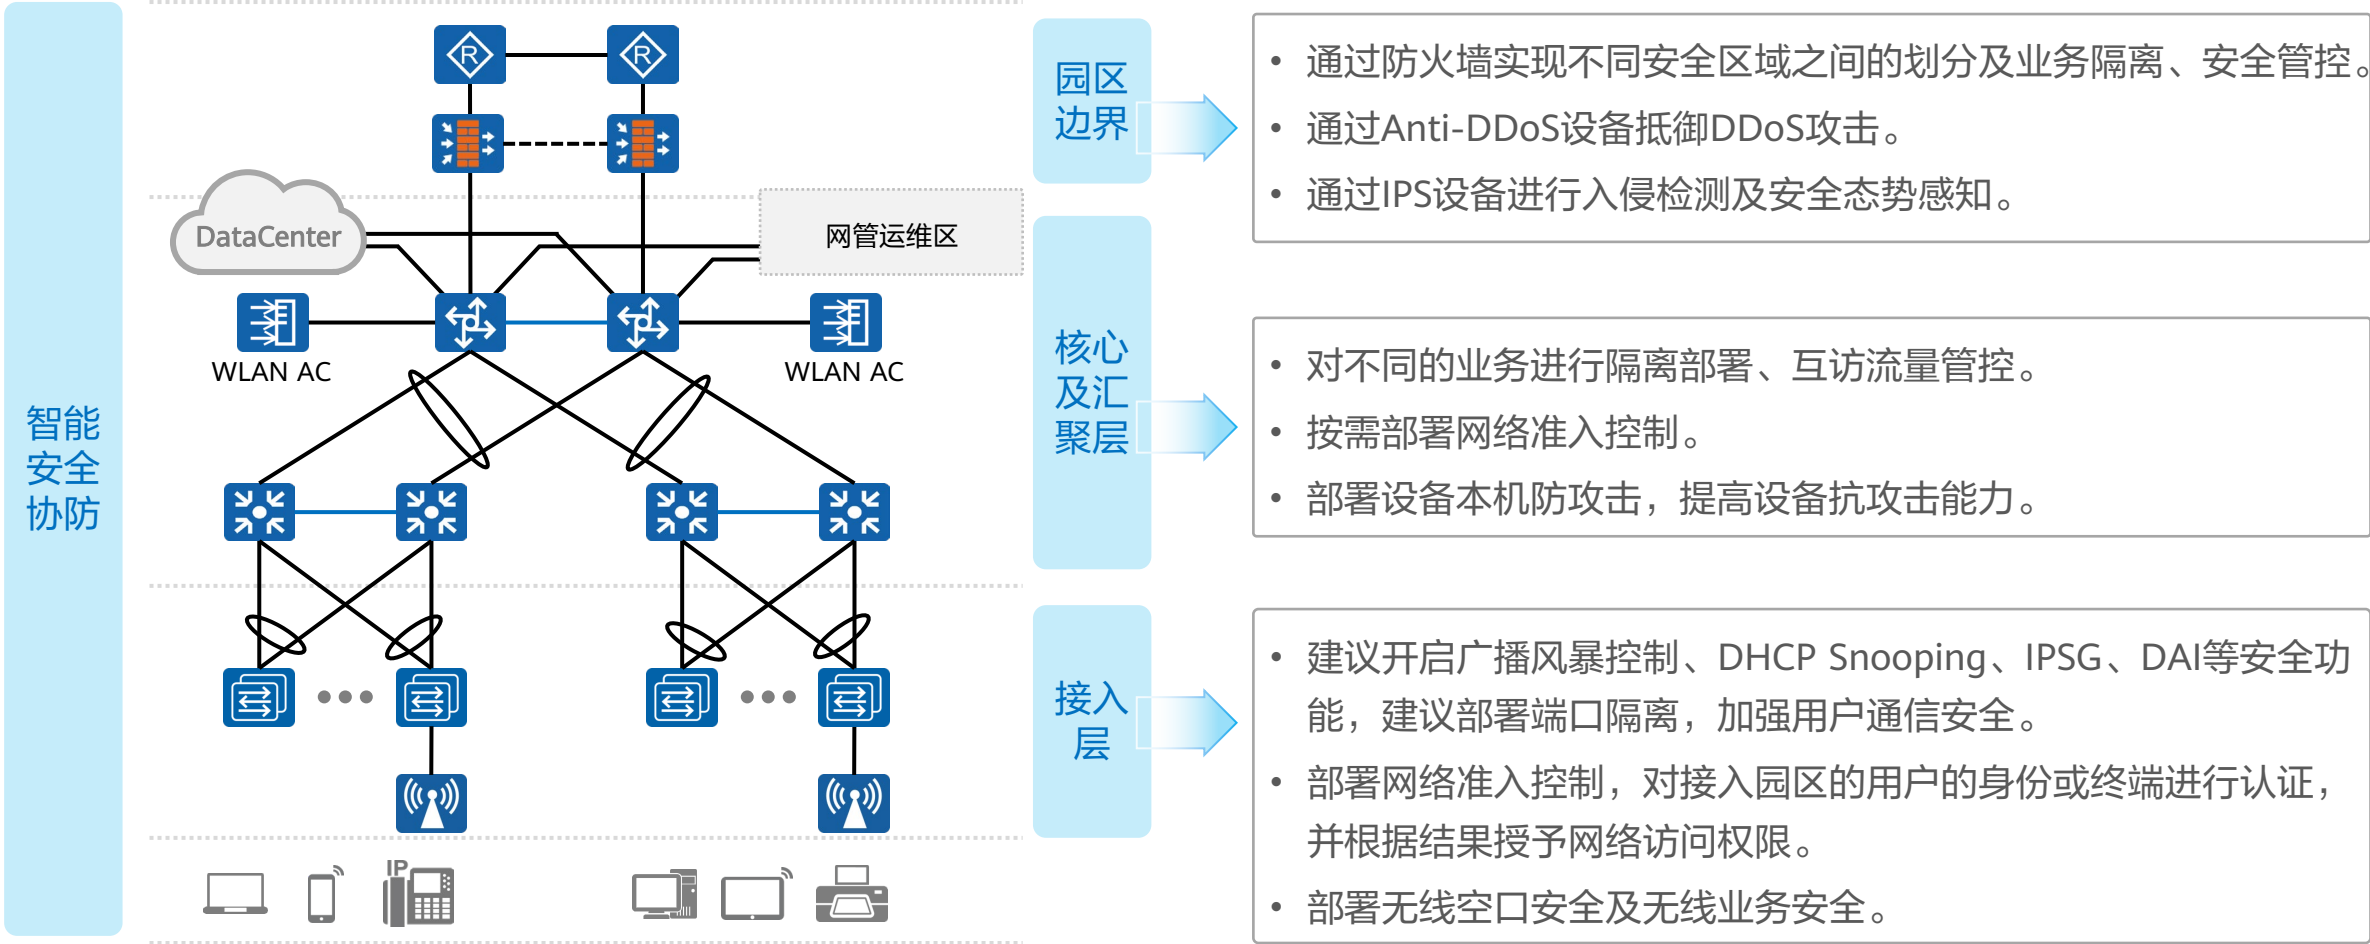 智能
安全
协防
R
R
DataCenter
网管运维区
WLAN AC
WLAN AC
IP
园区
边界
• 通过防火墙实现不同安全区域之间的划分及业务隔离、安全管控。
• 通过Anti-DDoS设备抵御DDoS攻击。
• 通过IPS设备进行入侵检测及安全态势感知。
核心
及汇
聚层
• 对不同的业务进行隔离部署、互访流量管控。
• 按需部署网络准入控制。
• 部署设备本机防攻击，提高设备抗攻击能力。
接入
层
• 建议开启广播风暴控制、DHCP Snooping、IPSG、DAI等安全功
能，建议部署端口隔离，加强用户通信安全。
• 部署网络准入控制，对接入园区的用户的身份或终端进行认证，
并根据结果授予网络访问权限。
• 部署无线空口安全及无线业务安全。